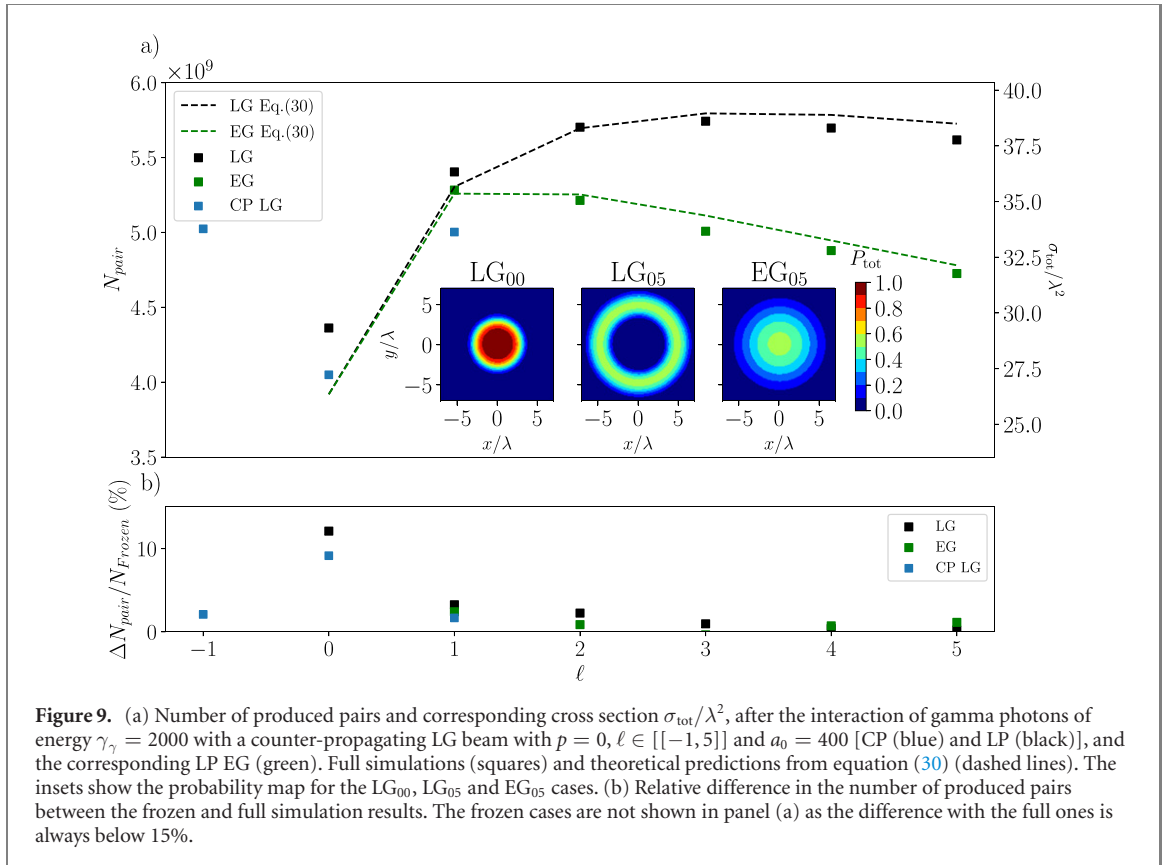 a)
×10⁹
6.0
5.5
5.0
4.5
4.0
3.5
N_pair
LG Eq.(30)
EG Eq.(30)
LG
EG
CP LG
40.0
37.5
35.0
32.5
30.0
27.5
25.0
σ_tot/λ²
LG₀₀
LG₀₅
EG₀₅
P_tot
5
0
−5
y/λ
−5 0 5
−5 0 5
−5 0 5
x/λ
x/λ
x/λ
1.0
0.8
0.6
0.4
0.2
0.0
b)
ΔN_pair/N_Frozen (%)
10
0
LG
EG
CP LG
−1 0 1 2 3 4 5
ℓ
Figure 9. (a) Number of produced pairs and corresponding cross section σ_tot/λ², after the interaction of gamma photons of
energy γ_γ = 2000 with a counter-propagating LG beam with p = 0, ℓ ∈ [[−1, 5]] and a₀ = 400 [CP (blue) and LP (black)], and
the corresponding LP EG (green). Full simulations (squares) and theoretical predictions from equation (30) (dashed lines). The
insets show the probability map for the LG₀₀, LG₀₅ and EG₀₅ cases. (b) Relative difference in the number of produced pairs
between the frozen and full simulation results. The frozen cases are not shown in panel (a) as the difference with the full ones is
always below 15%.